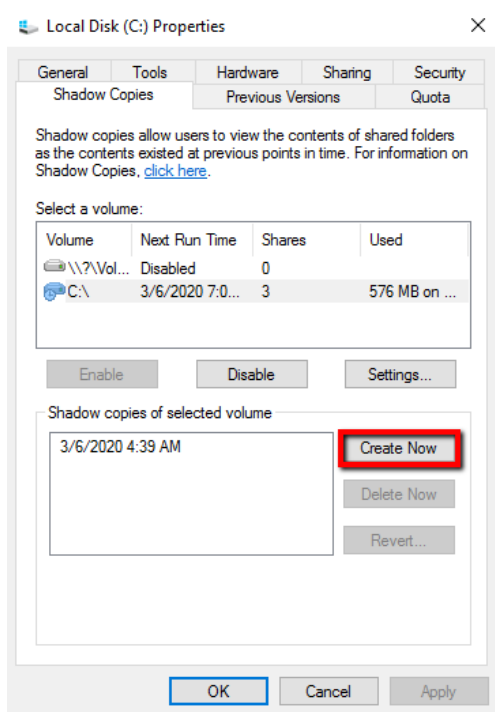 Local Disk (C:) Properties
General Tools Hardware Sharing Security
Shadow Copies Previous Versions Quota
Shadow copies allow users to view the contents of shared folders
as the contents existed at previous points in time. For information on
Shadow Copies, click here.
Select a volume:
Volume Next Run Time Shares Used
\\?\Vol... Disabled 0
C:\ 3/6/2020 7:0... 3 576 MB on ...
Enable Disable Settings...
Shadow copies of selected volume
3/6/2020 4:39 AM Create Now
Delete Now
Revert...
OK Cancel Apply